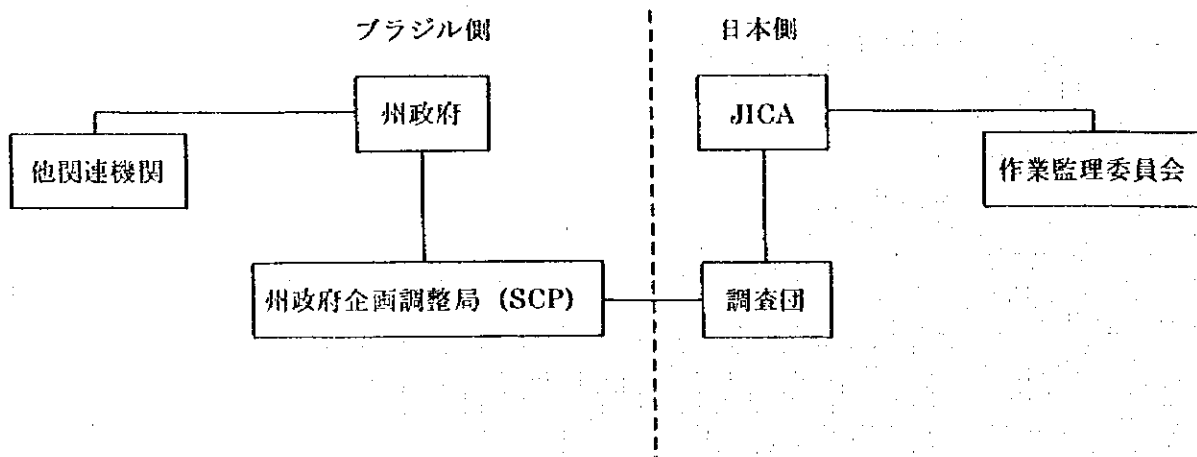 ブラジル側
日本側
州政府
JICA
他関連機関
作業監理委員会
州政府企画調整局 (SCP)
調査団